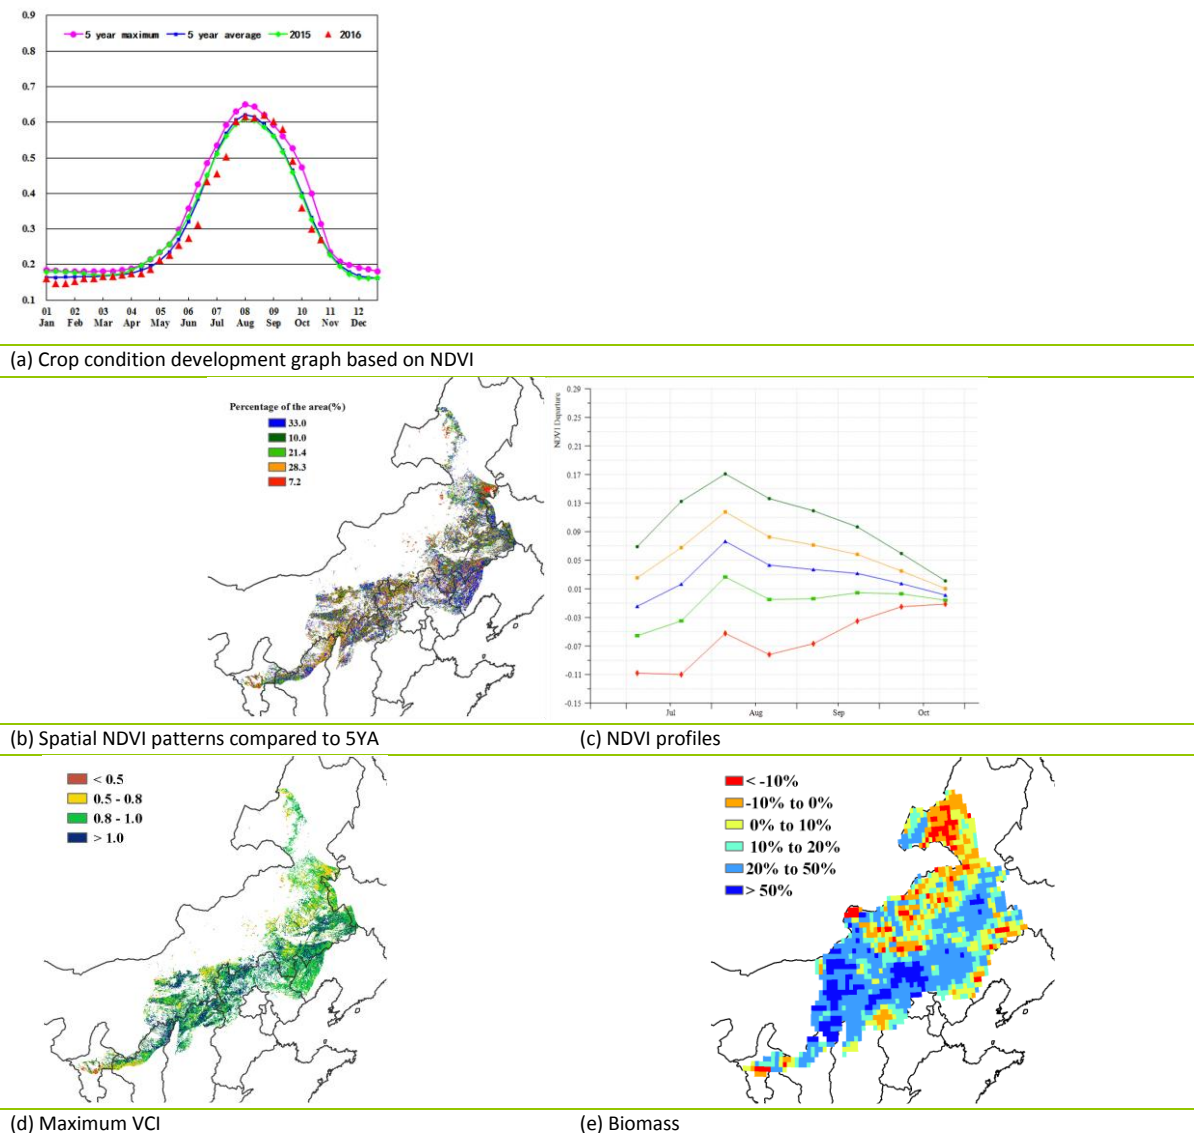 0.9
5 year maximum 5 year average 2015 2016
0.8
0.7
0.6
0.5
0.4
0.3
0.2
0.1
01 02 03 04 05 06 07 08 09 10 11 12
Jan Feb Mar Apr May Jun Jul Aug Sep Oct Nov Dec
(a) Crop condition development graph based on NDVI
Percentage of the area(%)
33.0
10.0
21.4
28.3
7.2
NDVI Departure
0.29
0.25
0.21
0.17
0.13
0.09
0.05
0.01
-0.03
-0.07
-0.11
-0.15
Jul Aug Sep Oct
(b) Spatial NDVI patterns compared to 5YA (c) NDVI profiles
< 0.5
0.5 - 0.8
0.8 - 1.0
> 1.0
< -10%
-10% to 0%
0% to 10%
10% to 20%
20% to 50%
> 50%
(d) Maximum VCI (e) Biomass